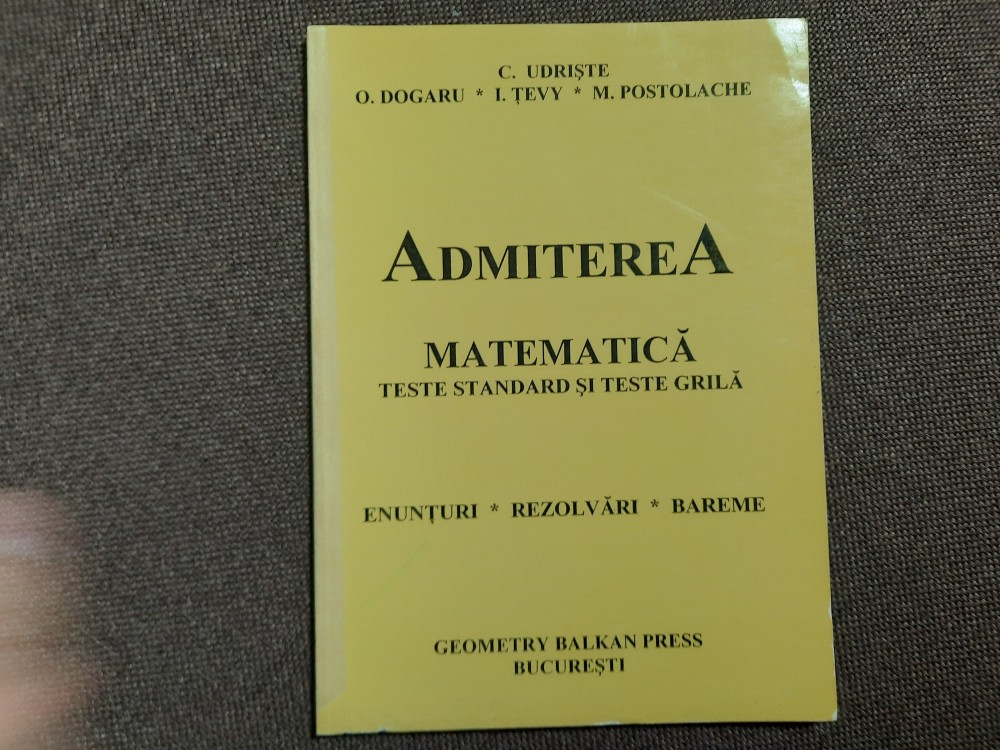 C. UDRIŞTE
O. DOGARU * I. ŢEVY * M. POSTOLACHE
ADMITEREA
MATEMATICĂ
TESTE STANDARD ŞI TESTE GRILĂ
ENUNŢURI * REZOLVĂRI * BAREME
GEOMETRY BALKAN PRESS
BUCUREŞTI